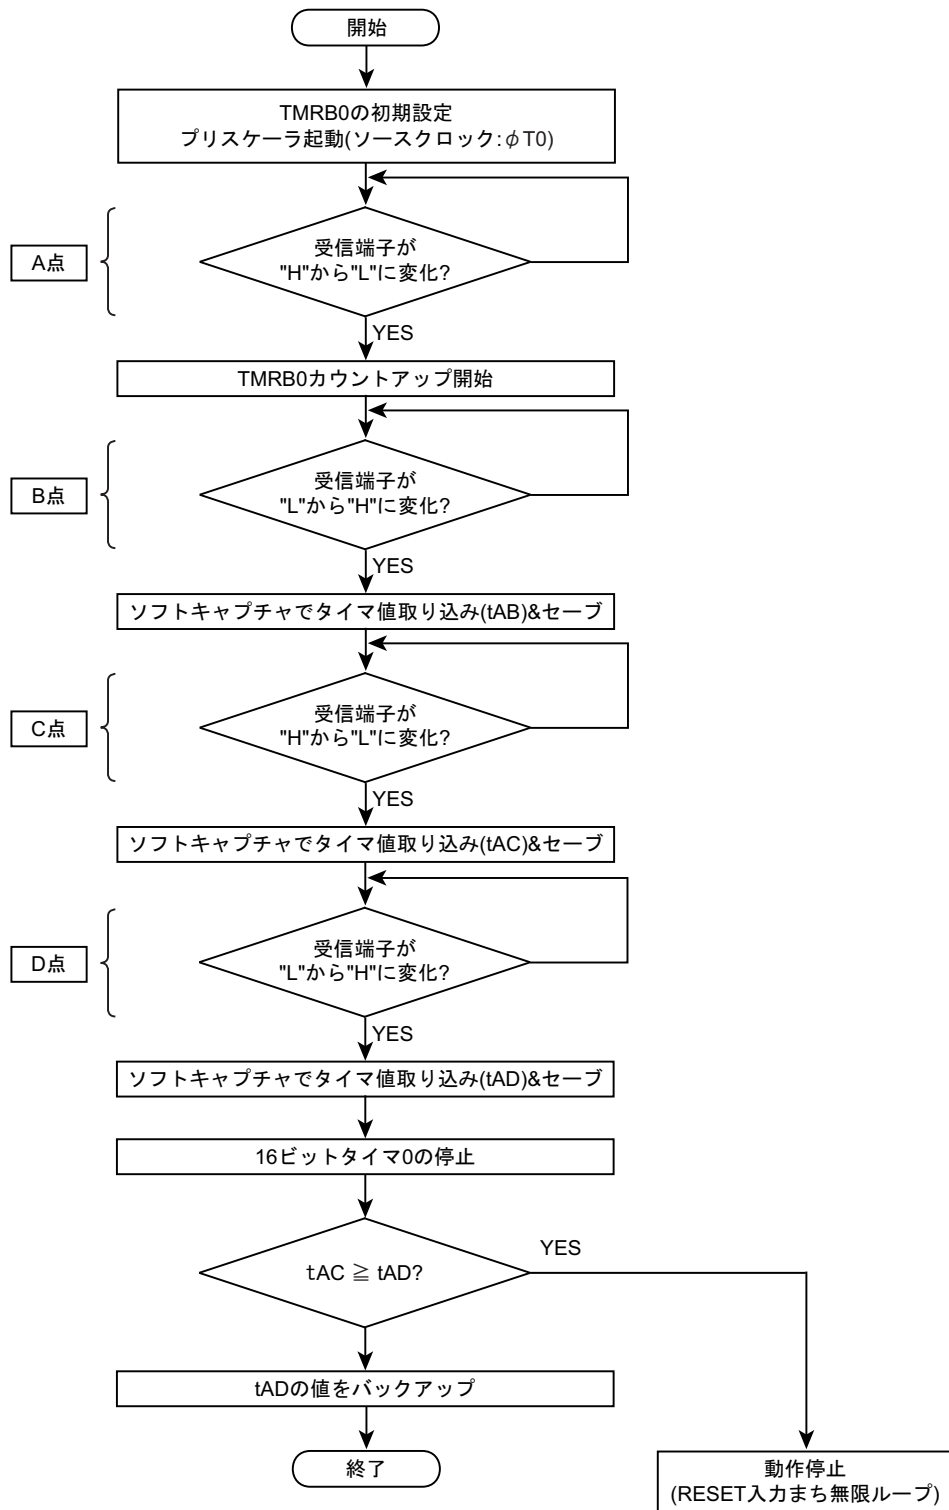 開始
TMRB0の初期設定
プリスケーラ起動(ソースクロック:φT0)
A点
受信端子が
"H"から"L"に変化?
YES
TMRB0カウントアップ開始
B点
受信端子が
"L"から"H"に変化?
YES
ソフトキャプチャでタイマ値取り込み(tAB)&セーブ
C点
受信端子が
"H"から"L"に変化?
YES
ソフトキャプチャでタイマ値取り込み(tAC)&セーブ
D点
受信端子が
"L"から"H"に変化?
YES
ソフトキャプチャでタイマ値取り込み(tAD)&セーブ
16ビットタイマ0の停止
tAC ≧ tAD?
YES
tADの値をバックアップ
終了
動作停止
(RESET入力まち無限ループ)